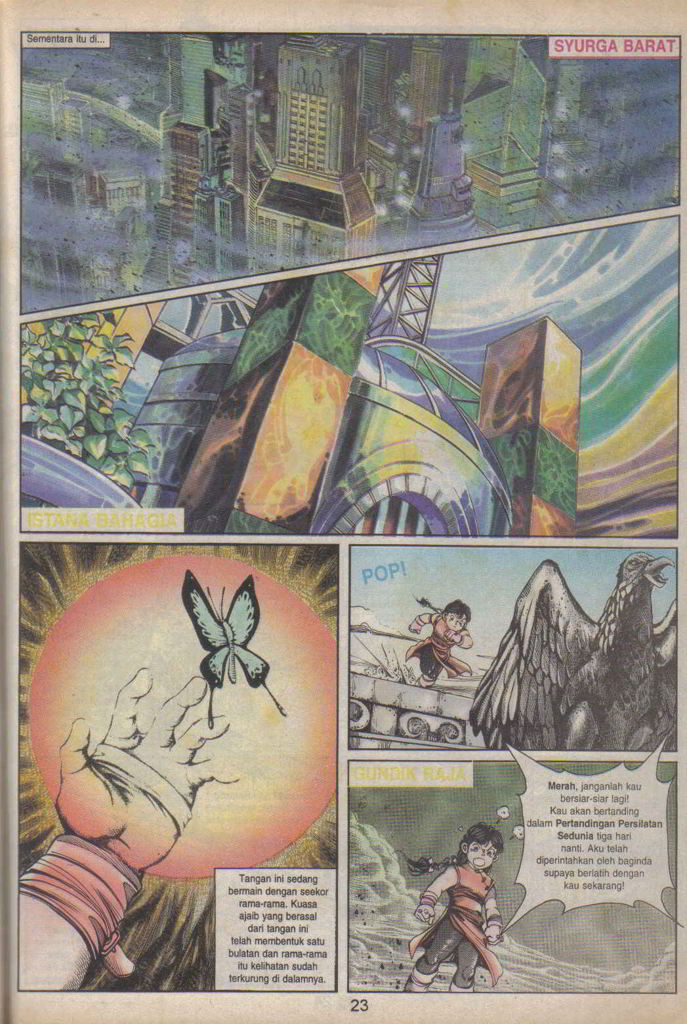 Sementara itu di...
SYURGA BARAT
ISTANA BAHAGIA
Tangan ini sedang
bermain dengan seekor
rama-rama. Kuasa
ajaib yang berasal
dari tangan ini
telah membentuk satu
bulatan dan rama-rama
itu kelihatan sudah
terkurung di dalamnya.
POP!
GUNDIK RAJA
Merah, janganlah kau
bersiar-siar lagi!
Kau akan bertanding
dalam Pertandingan Persilatan
Sedunia tiga hari
nanti. Aku telah
diperintahkan oleh baginda
supaya berlatih dengan
kau sekarang!
23